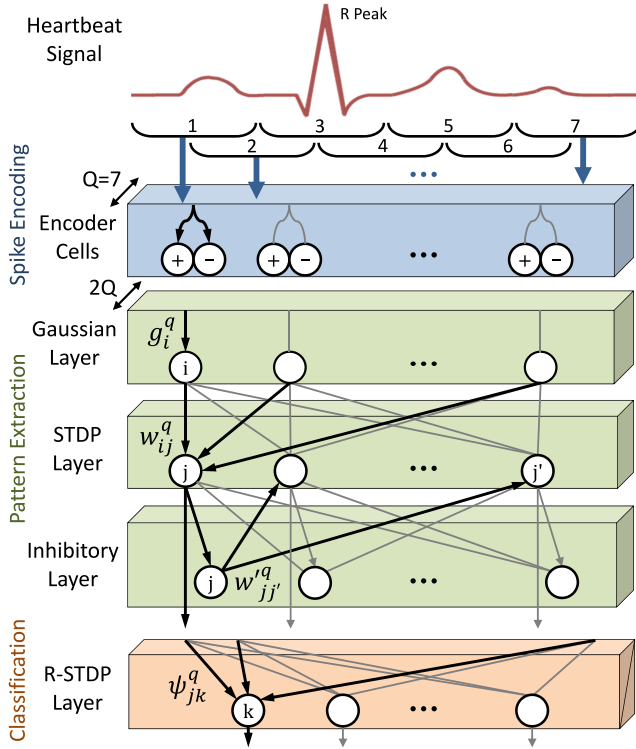 Heartbeat
Signal
R Peak
1 3 5 7
2 4 6
...
Q=7
Spike Encoding
Encoder
Cells
+ - + - ... + -
2Q
Pattern Extraction
Gaussian
Layer
g_i^q
i ...
STDP
Layer
w_ij^q
j ... j'
Inhibitory
Layer
j w'_jj'^q ...
Classification
R-STDP
Layer
ψ_jk^q
k ...